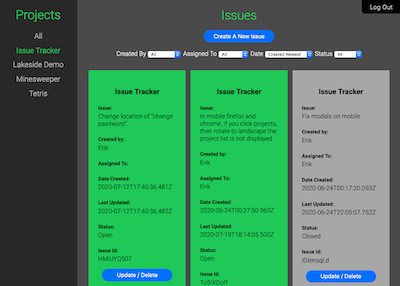 Projects
All
Issue Tracker
Lakeside Demo
Minesweeper
Tetris
Log Out
Issues
Create A New Issue
Created By All Assigned To All Date Created Newest Status All
Issue Tracker
Issue:
Change location of "change
password"
Created by:
Erik
Assigned To:
Date Created:
2020-07-12T17:40:36.481Z
Last Updated:
2020-07-12T17:40:36.482Z
Status:
Open
Issue Id:
HMiUYQS07
Update / Delete
Issue Tracker
Issue:
In mobile firefox and
chrome, if you click projects,
then rotate to landscape the
project list is not displayed.
Created by:
Erik
Assigned To:
Date Created:
2020-06-24T00:27:50.963Z
Last Updated:
2020-07-19T18:14:05.500Z
Status:
Open
Issue Id:
Issue Tracker
Issue:
Fix modals on mobile
Created by:
Erik
Assigned To:
Date Created:
2020-06-24T00:17:20.093Z
Last Updated:
2020-06-24T22:05:07.752Z
Status:
Closed
Issue Id:
Update / Delete